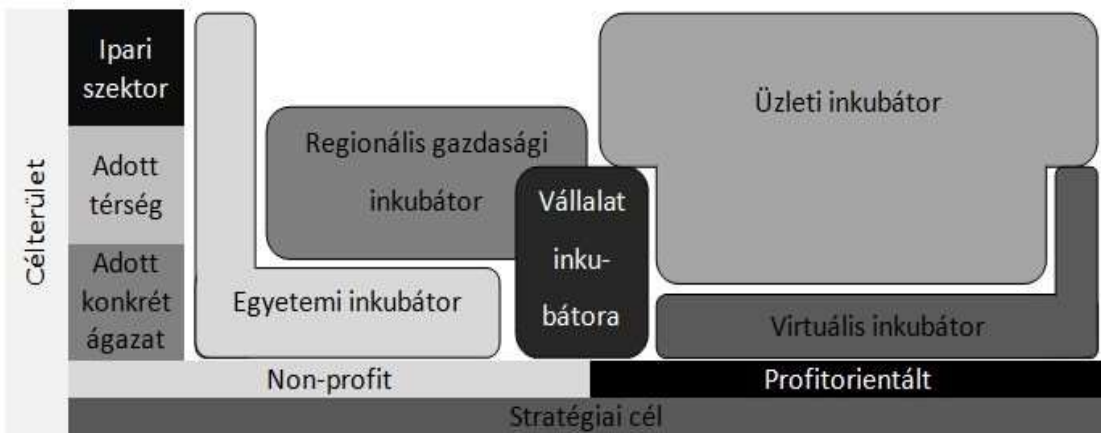 Célterület
Ipari
szektor
Adott
térség
Adott
konkrét
ágazat
Regionális gazdasági
inkubátor
Egyetemi inkubátor
Vállalat
inku-
bátora
Üzleti inkubátor
Virtuális inkubátor
Non-profit
Profitorientált
Stratégiai cél